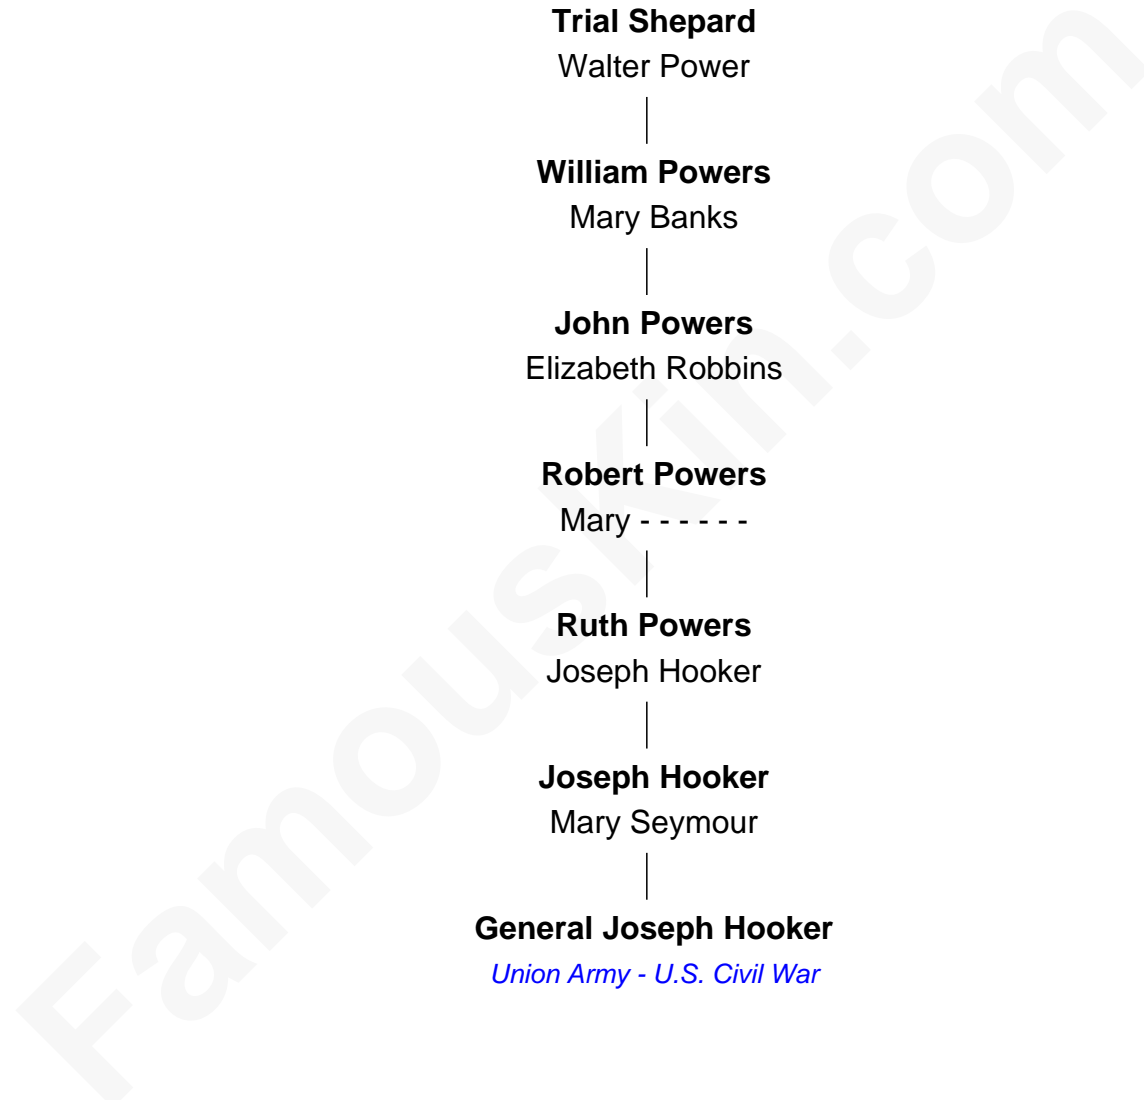 Trial Shepard
Walter Power
William Powers
Mary Banks
John Powers
Elizabeth Robbins
Robert Powers
Mary - - - - - -
Ruth Powers
Joseph Hooker
Joseph Hooker
Mary Seymour
General Joseph Hooker
Union Army - U.S. Civil War
FamousKin.com